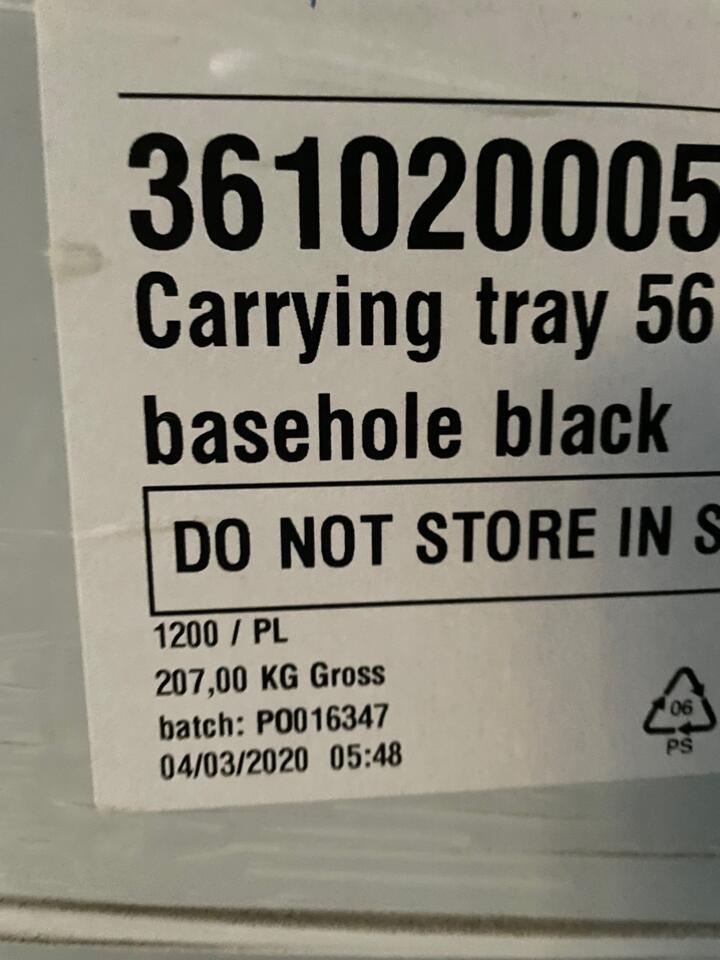 361020005
Carrying tray 56
basehole black
DO NOT STORE IN S
1200 / PL
207,00 KG Gross
batch: PO016347
04/03/2020 05:48
06
PS